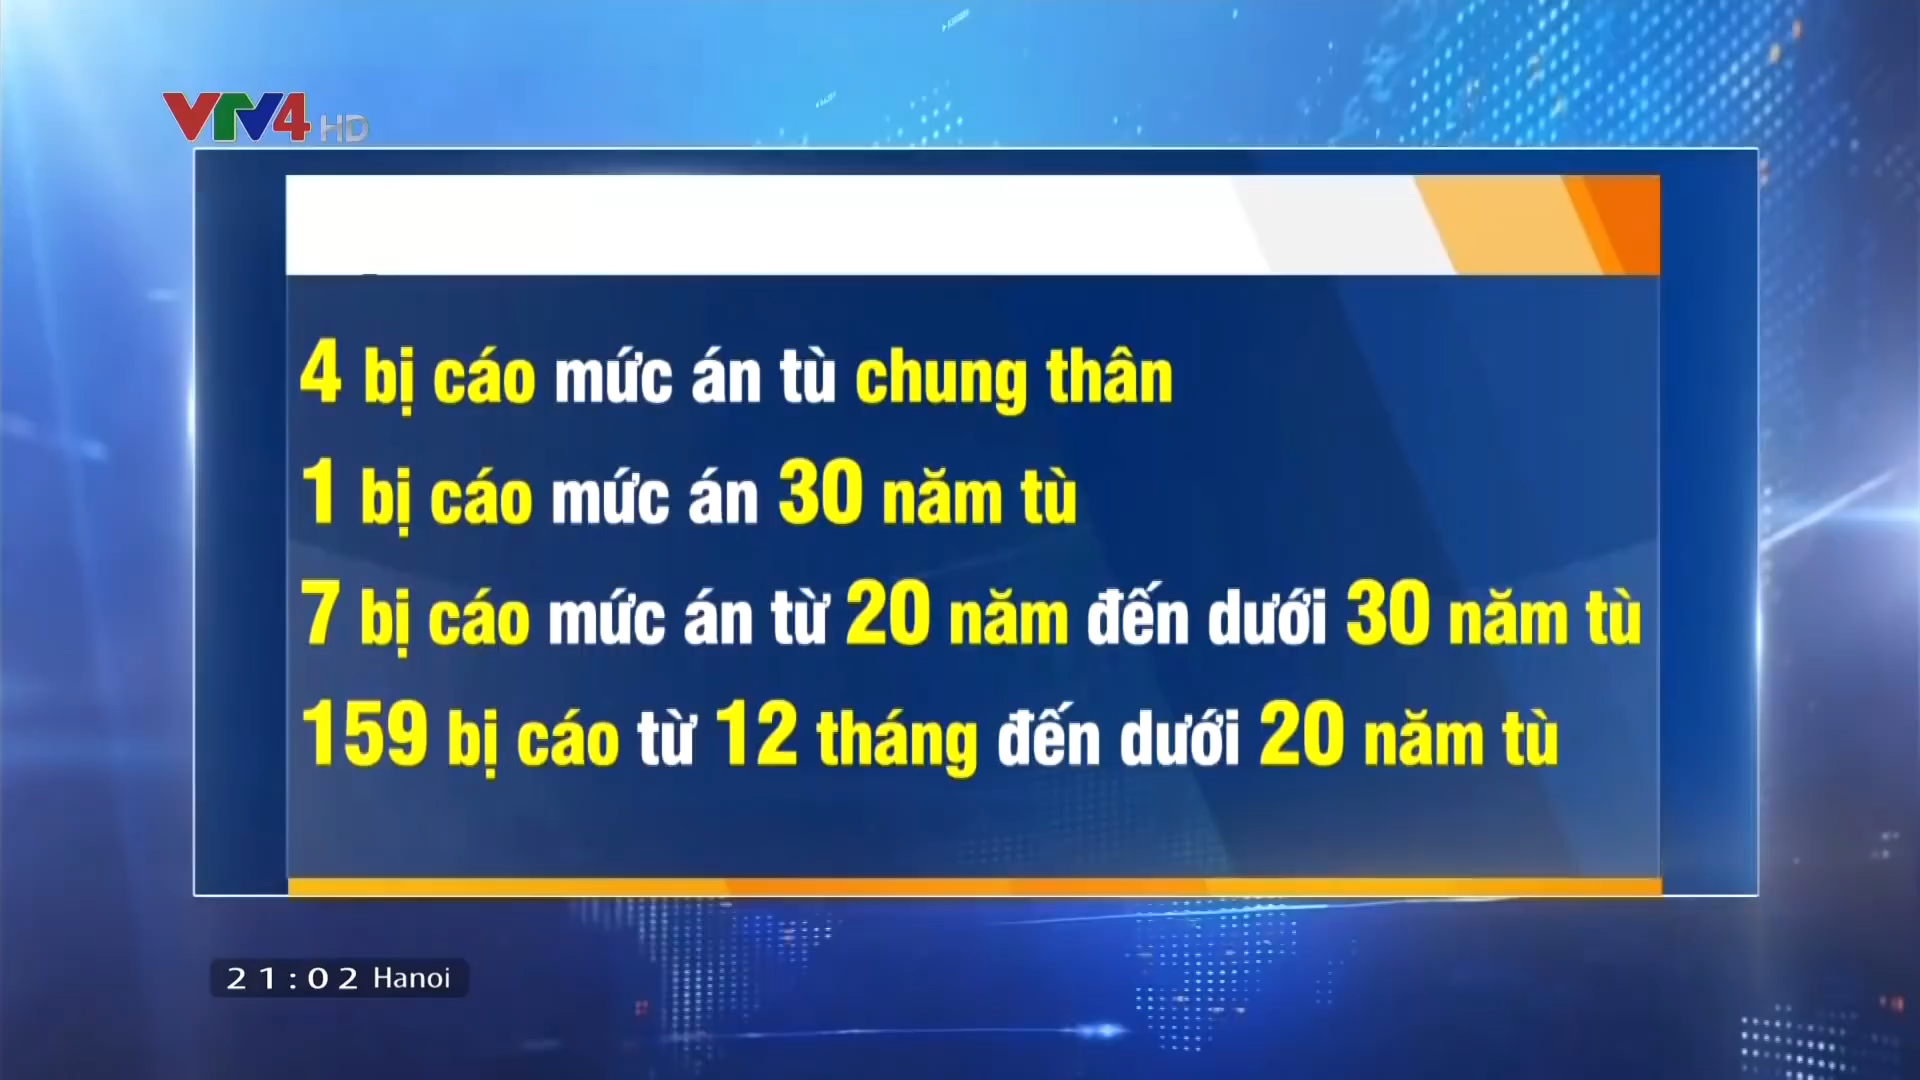 VTV4 HD
4 bị cáo mức án tù chung thân
1 bị cáo mức án 30 năm tù
7 bị cáo mức án từ 20 năm đến dưới 30 năm tù
159 bị cáo từ 12 tháng đến dưới 20 năm tù
21:02 Hanoi